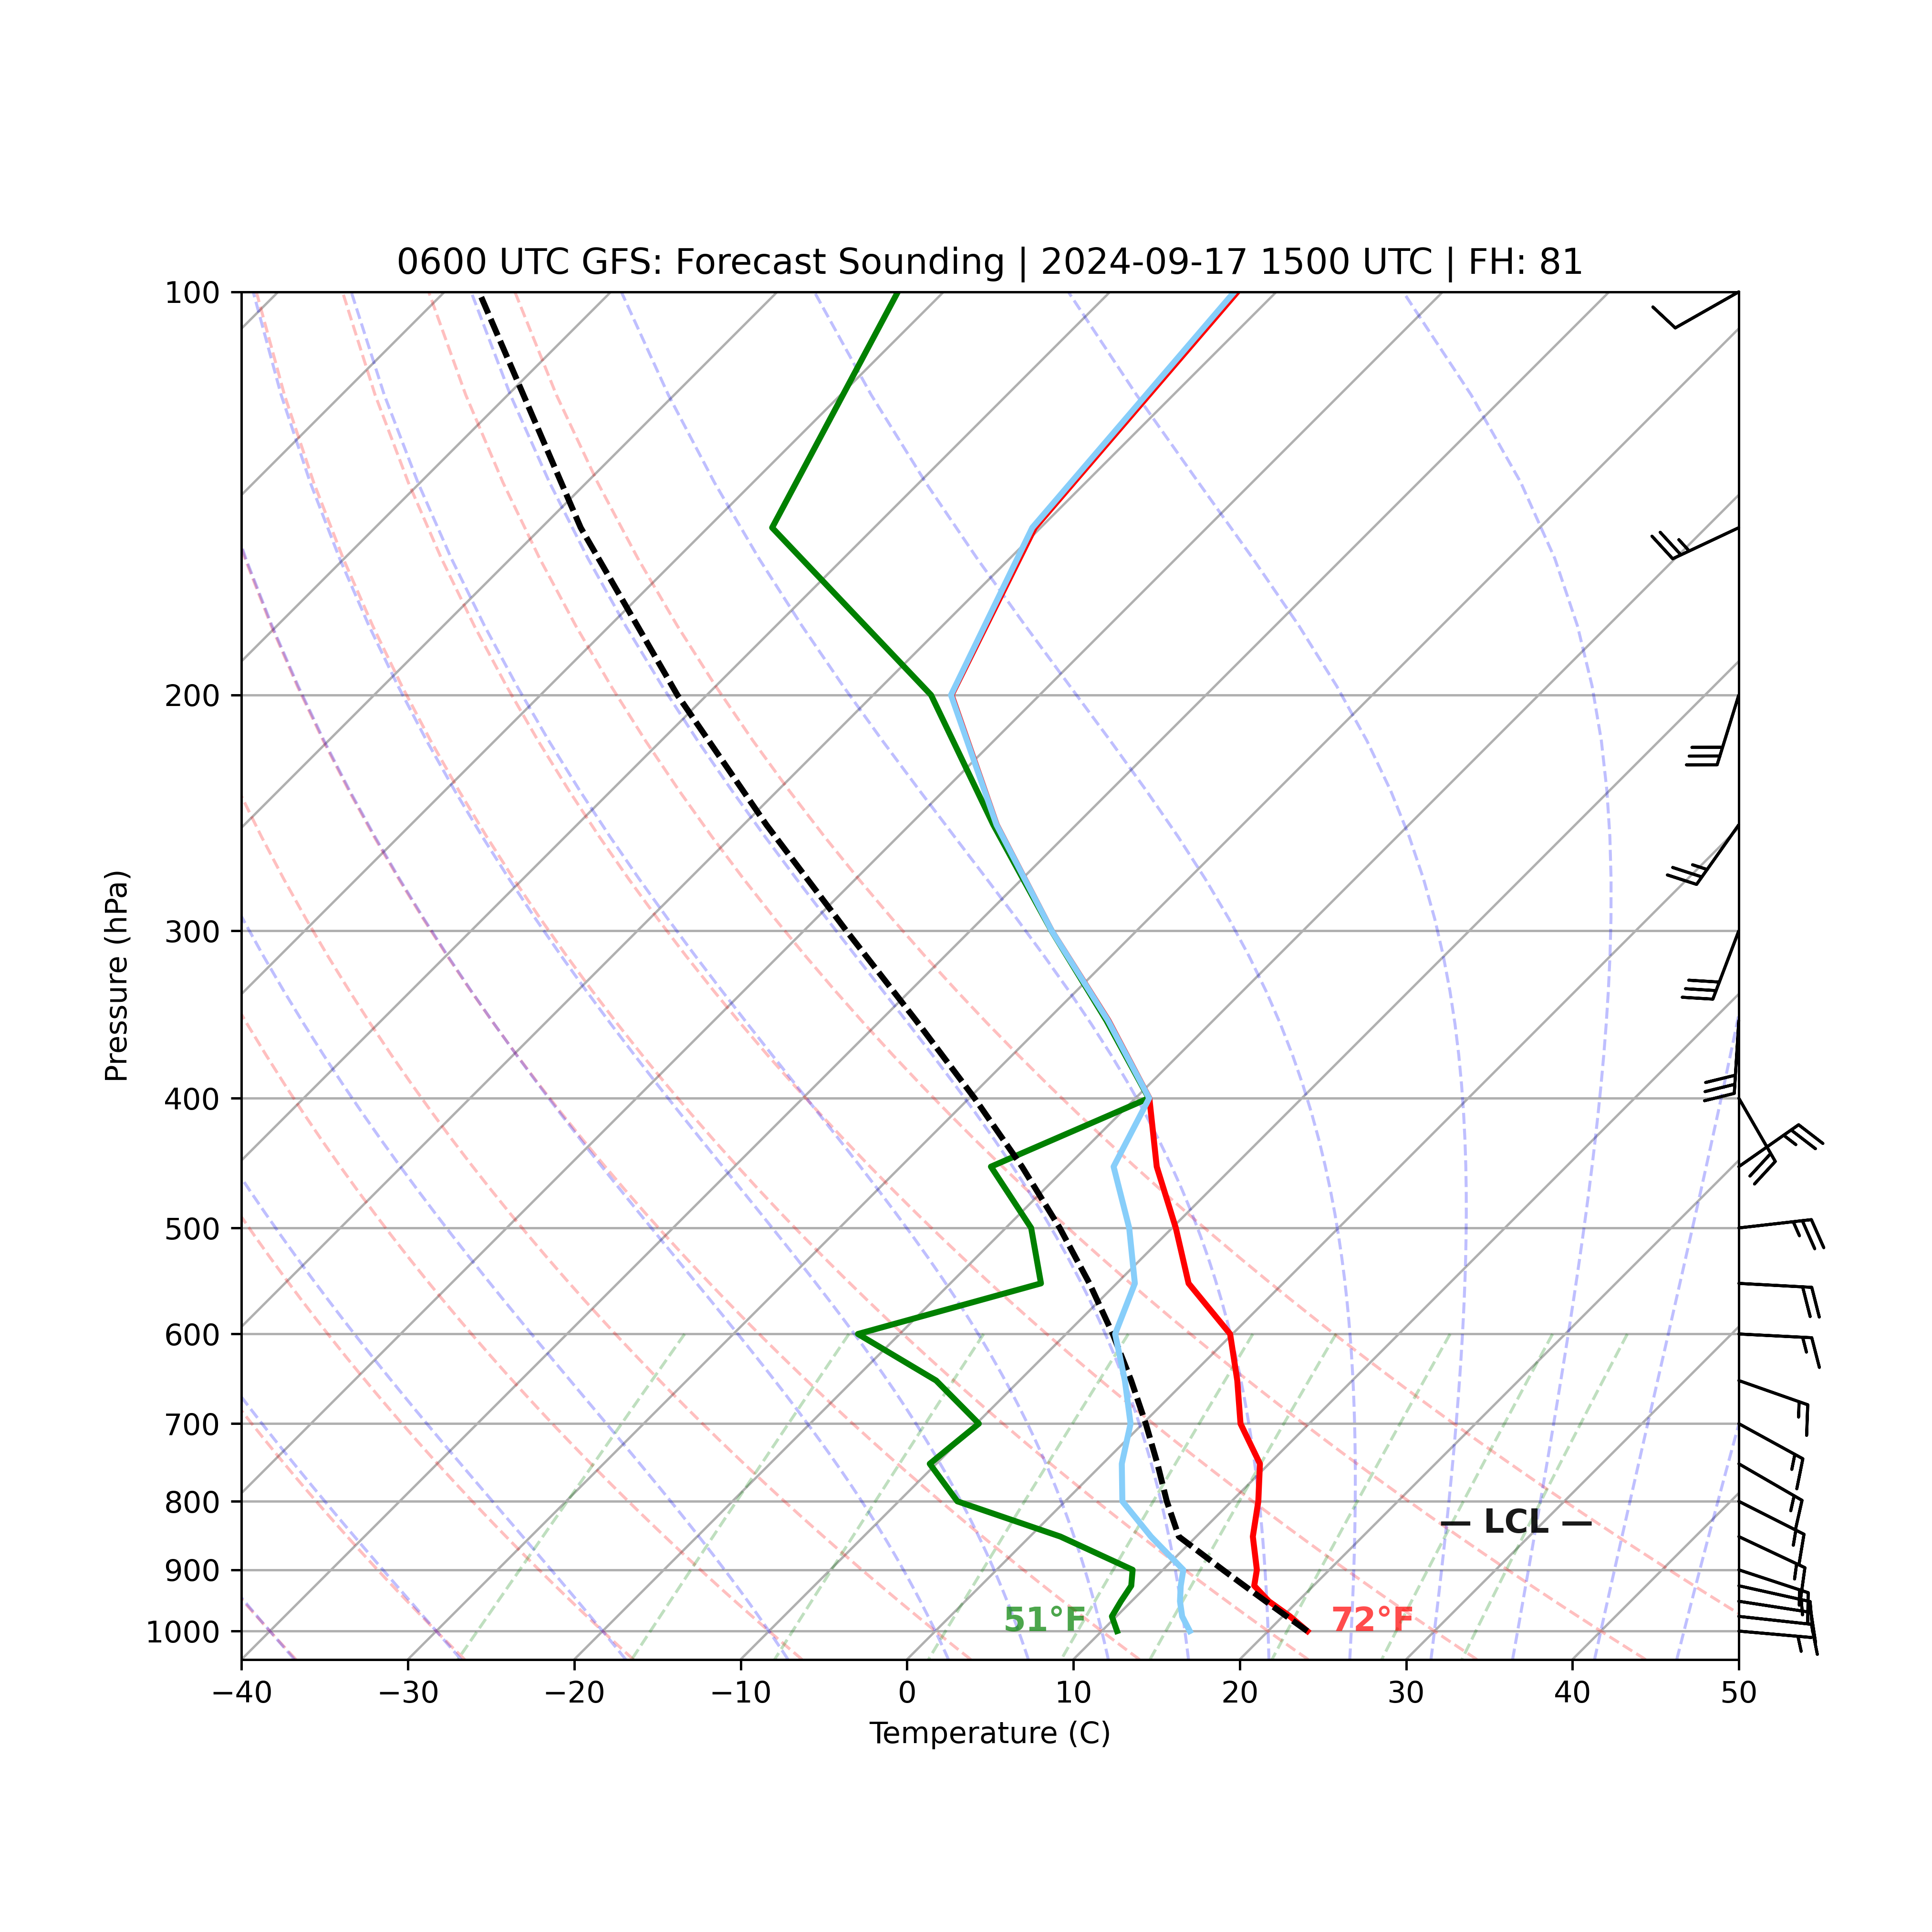 0600 UTC GFS: Forecast Sounding | 2024-09-17 1500 UTC | FH: 81
100
200
300
400
500
600
700
800
900
1000
Pressure (hPa)
— LCL —
51°F
72°F
−40 −30 −20 −10 0 10 20 30 40 50
Temperature (C)